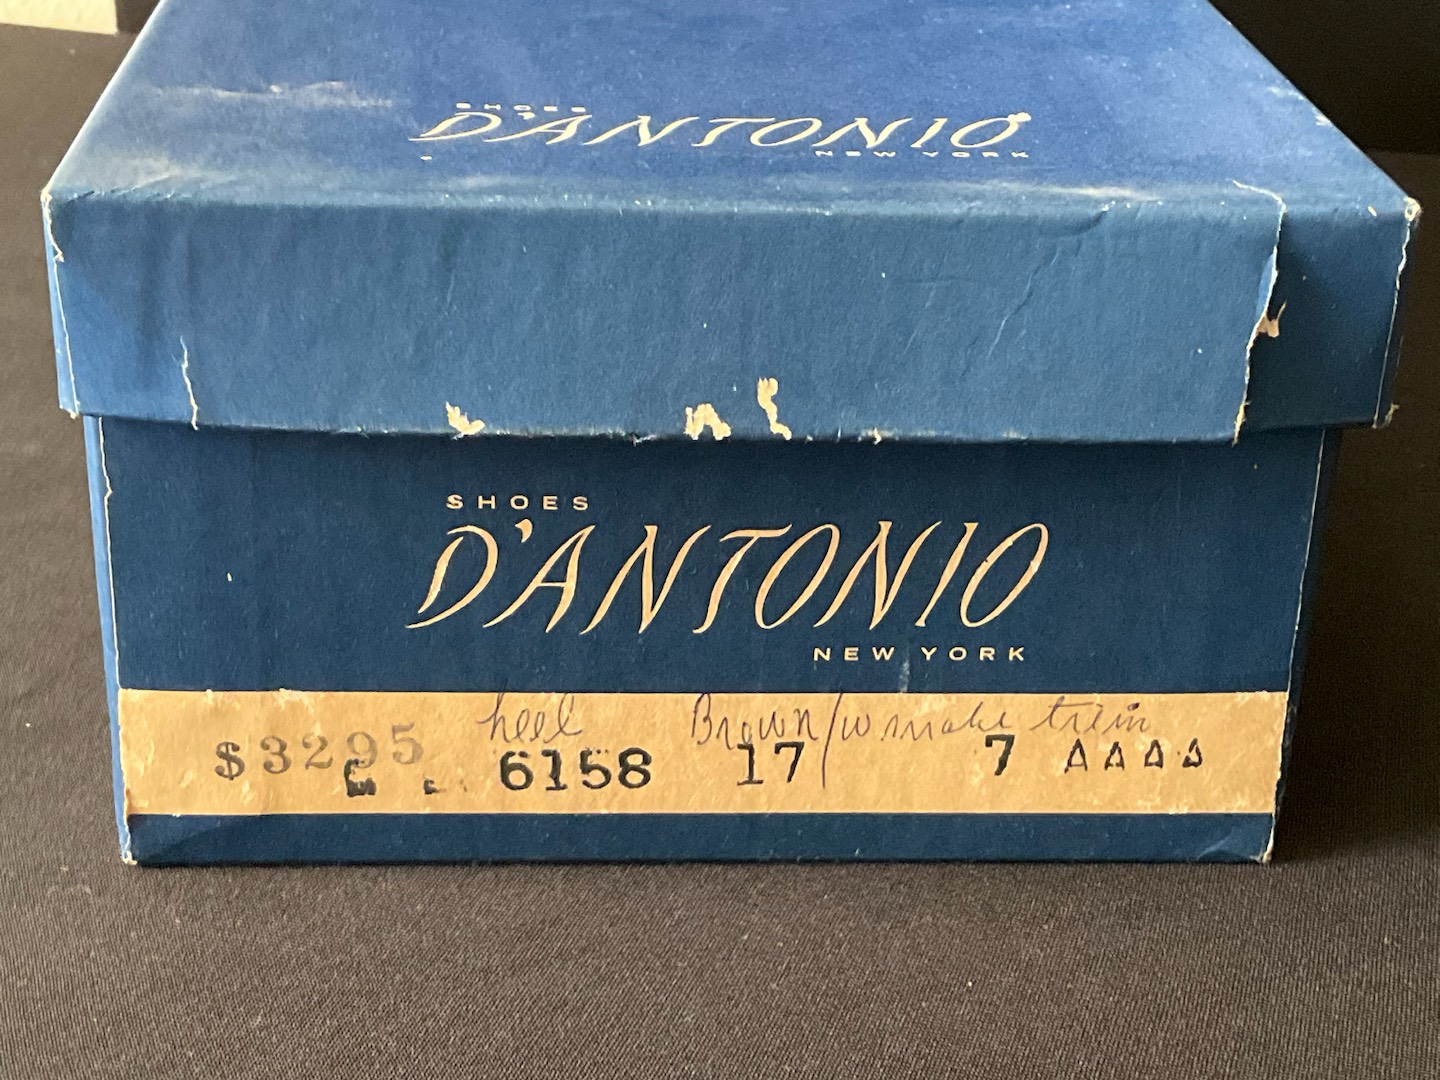 SHOES
D'ANTONIO
NEW YORK
SHOES
D'ANTONIO
NEW YORK
heel Brown/w snake trim
$3295 6158 17 7 AAAA